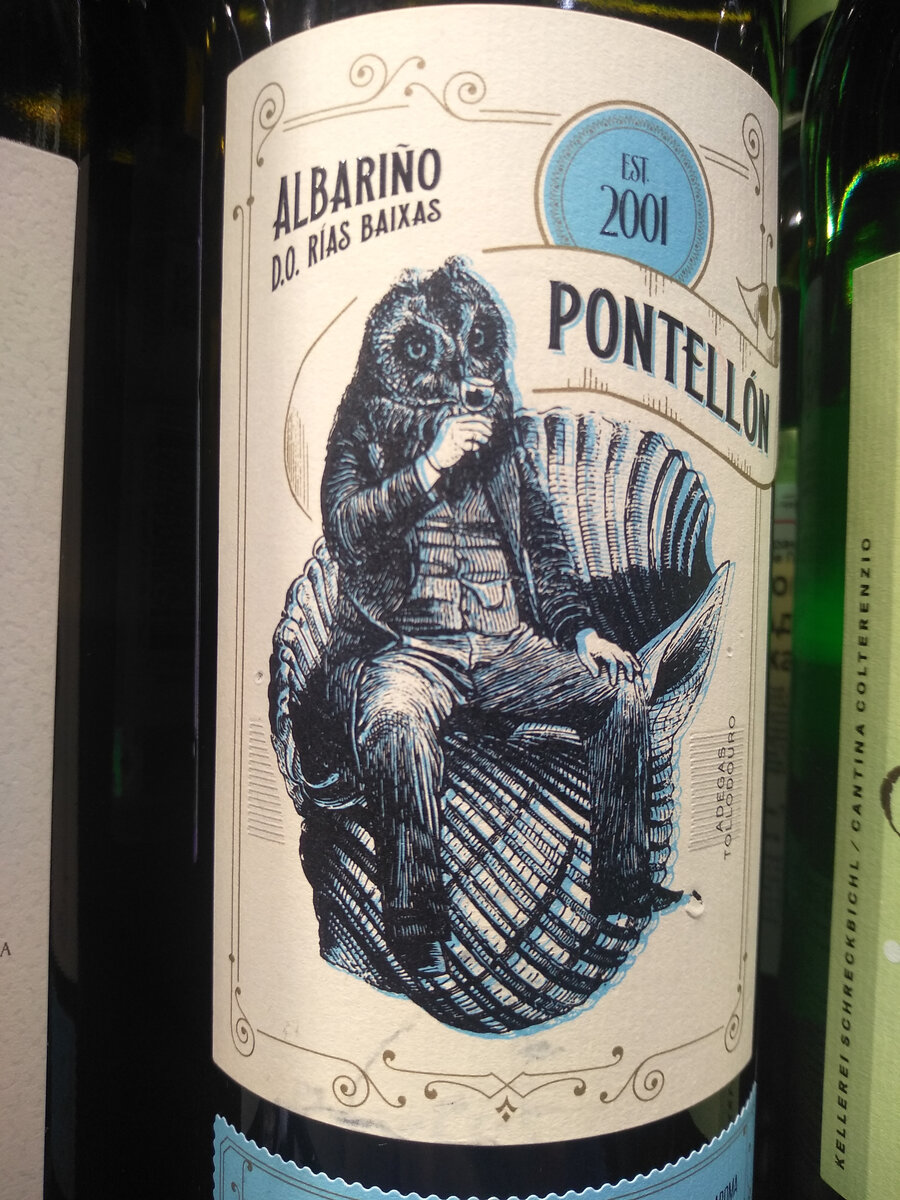 ALBARIÑO
D.O. RÍAS BAIXAS
EST.
2001
PONTELLÓN
ADEGAS
TOLLODOURO
KELLEREI SCHRECKBICHL / CANTINA COLTERENZIO
A